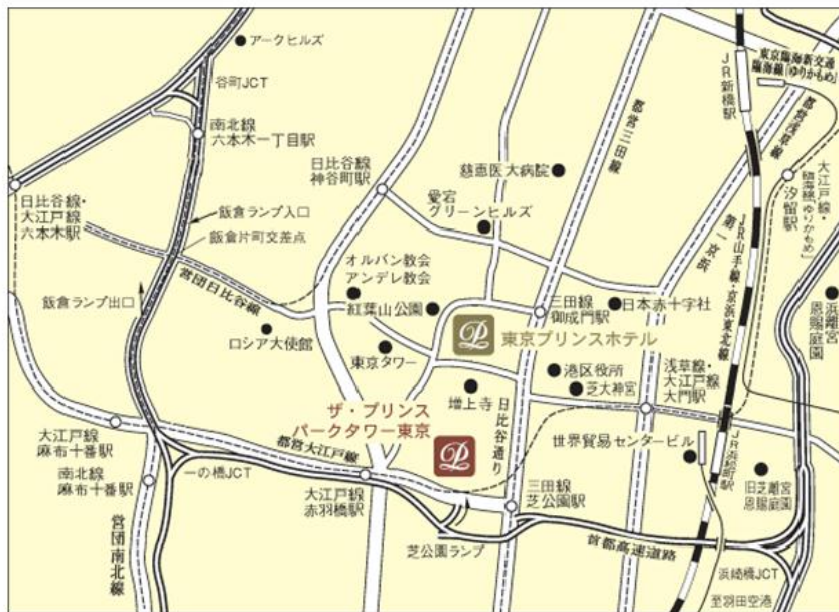 アークヒルズ
谷町JCT
南北線
六本木一丁目駅
日比谷線
神谷町駅
慈恵医大病院
愛宕
グリーンヒルズ
都営三田線
JR新橋駅
東京臨海新交通
臨海線「ゆりかもめ」
都営浅草線
大江戸線・
臨海線「ゆりかもめ」
汐留駅
日比谷線・
大江戸線
六本木駅
飯倉ランプ入口
飯倉片町交差点
飯倉ランプ出口
営団日比谷線
オルバン教会
アンデレ教会
紅葉山公園
ロシア大使館
東京タワー
三田線
御成門駅
日本赤十字社
第一京浜
JR山手線・京浜東北線
浜離宮
恩賜庭園
東京プリンスホテル
港区役所
芝大神宮
浅草線・
大江戸線
大門駅
増上寺
日比谷通り
ザ・プリンス
パークタワー東京
世界貿易センタービル
JR浜松町駅
旧芝離宮
恩賜庭園
大江戸線
麻布十番駅
南北線
麻布十番駅
営団南北線
一の橋JCT
都営大江戸線
大江戸線
赤羽橋駅
三田線
芝公園駅
芝公園ランプ
首都高速道路
浜崎橋JCT
至羽田空港